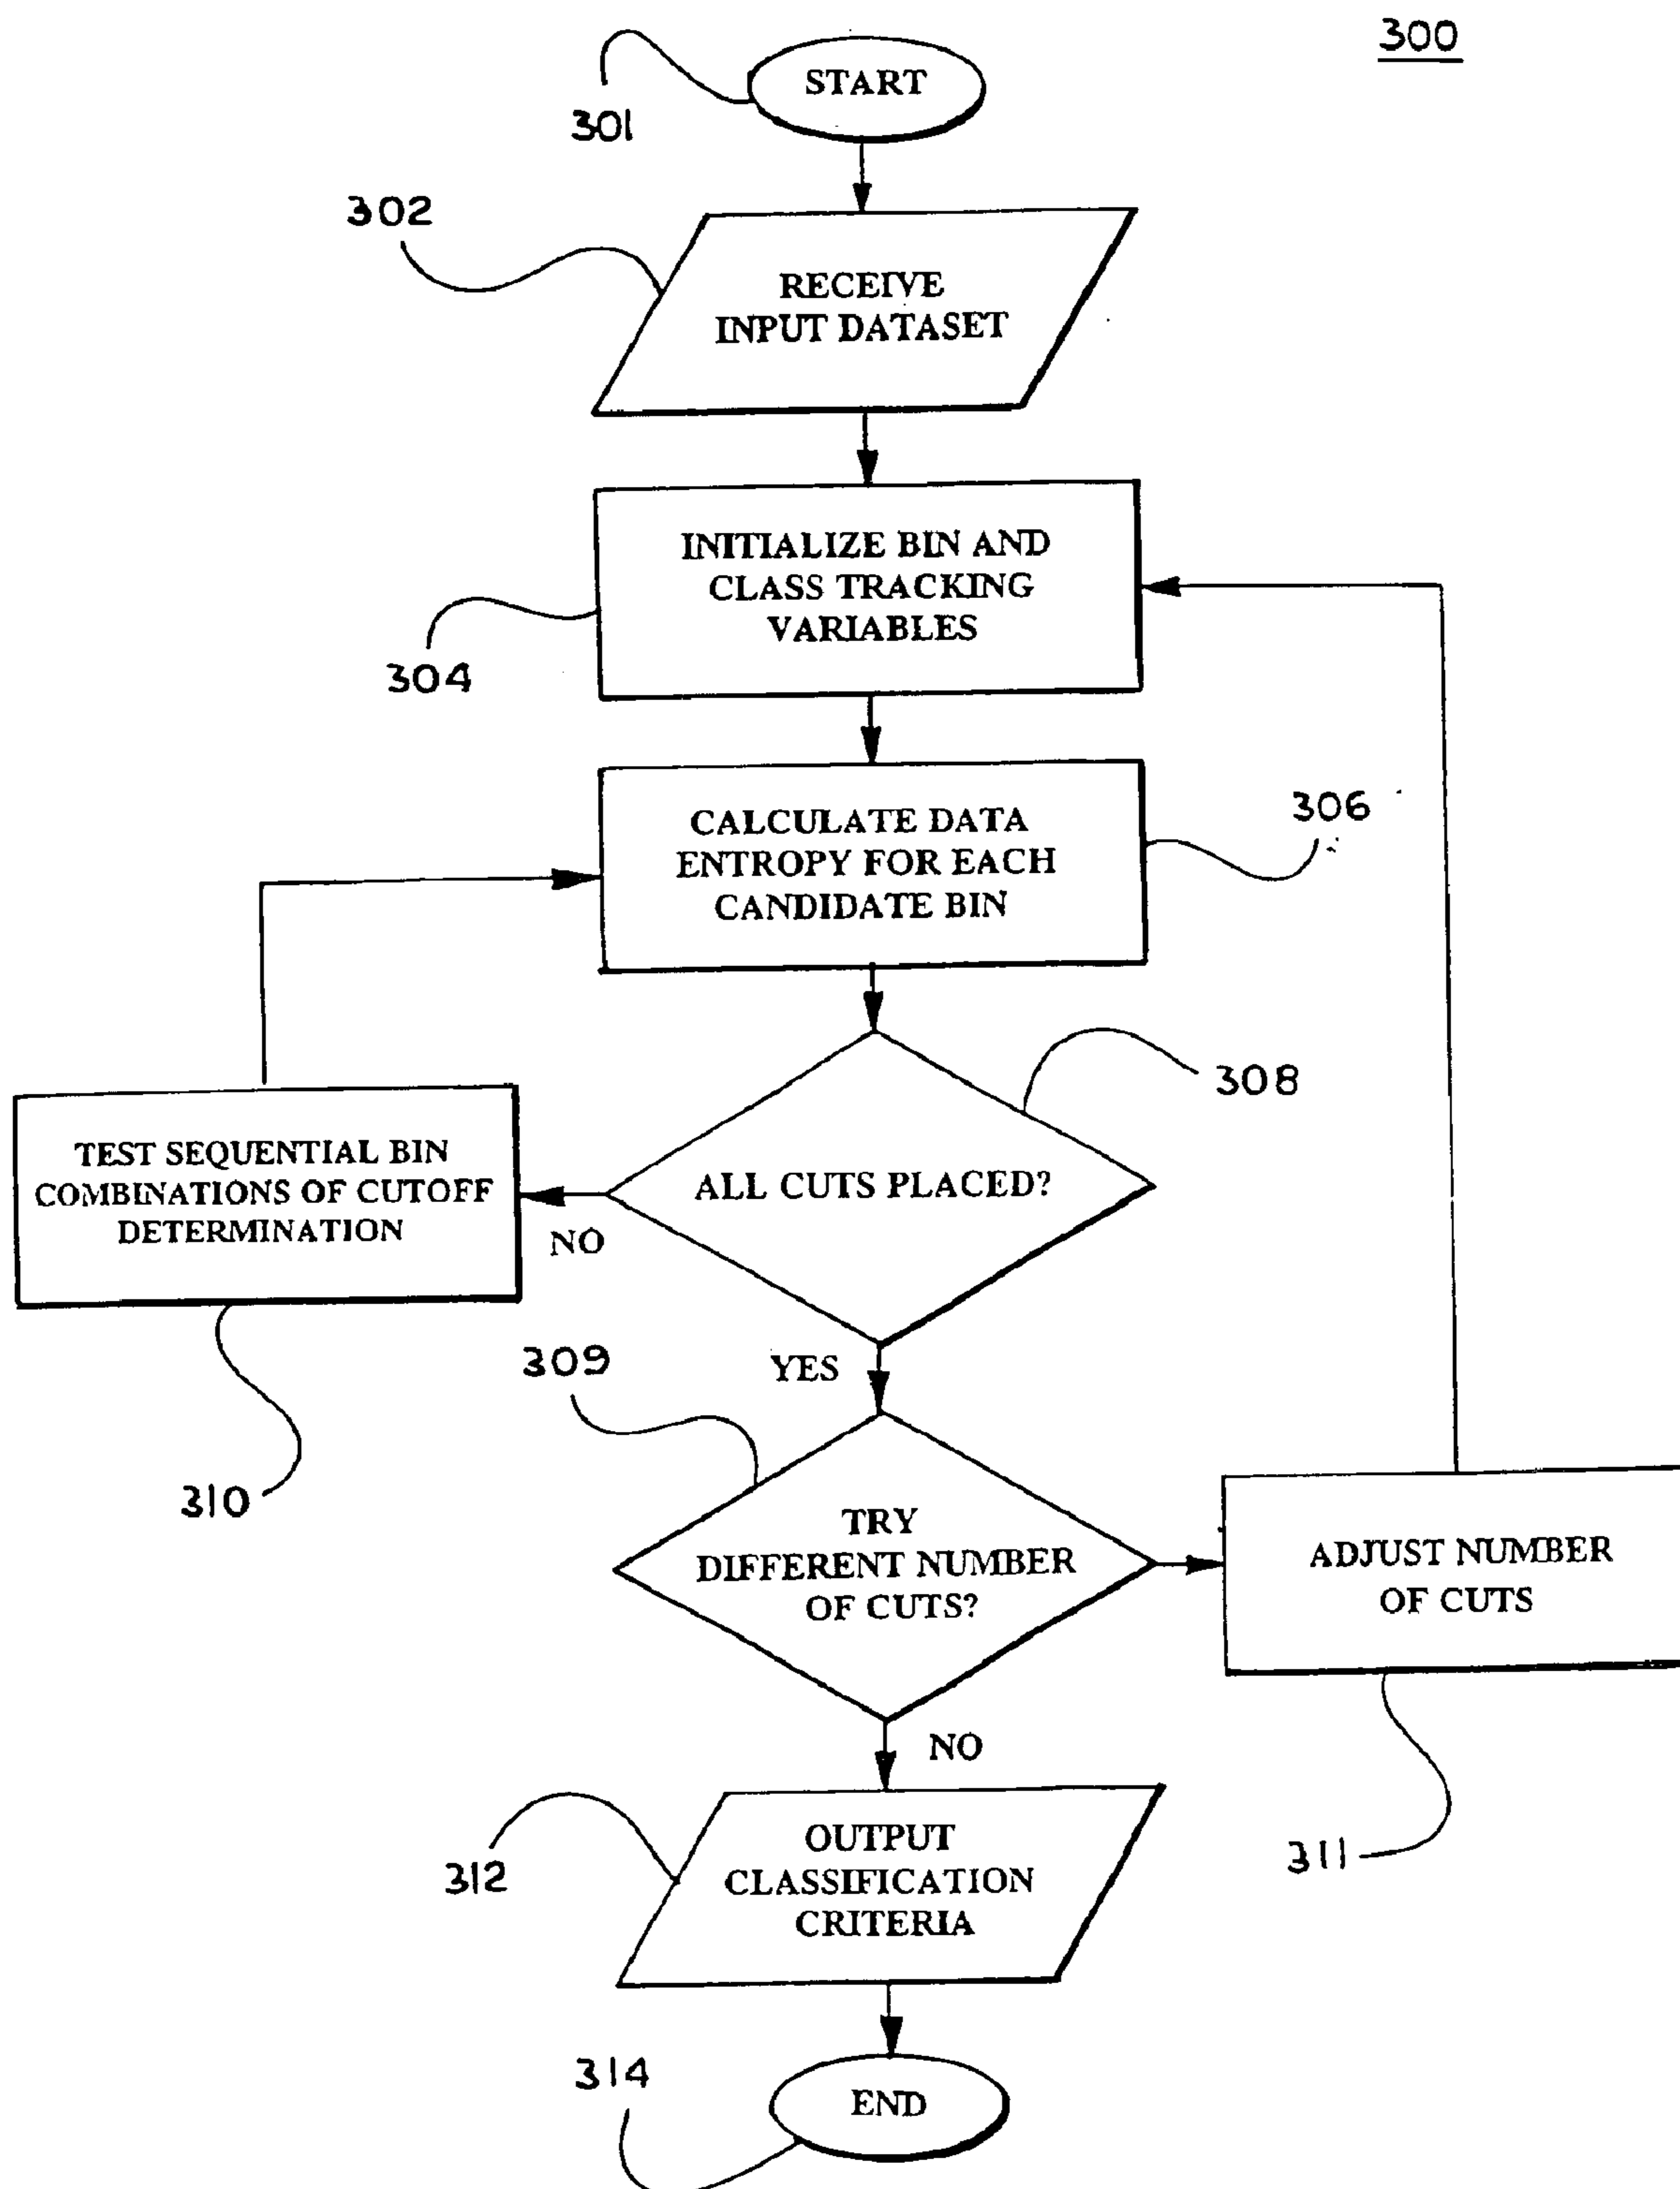 300
START
301
302
RECEIVE
INPUT DATASET
INITIALIZE BIN AND
CLASS TRACKING
VARIABLES
304
306
CALCULATE DATA
ENTROPY FOR EACH
CANDIDATE BIN
308
TEST SEQUENTIAL BIN
COMBINATIONS OF CUTOFF
DETERMINATION
ALL CUTS PLACED?
NO
309
YES
310
TRY
DIFFERENT NUMBER
OF CUTS?
ADJUST NUMBER
OF CUTS
NO
311
312
OUTPUT
CLASSIFICATION
CRITERIA
314
END